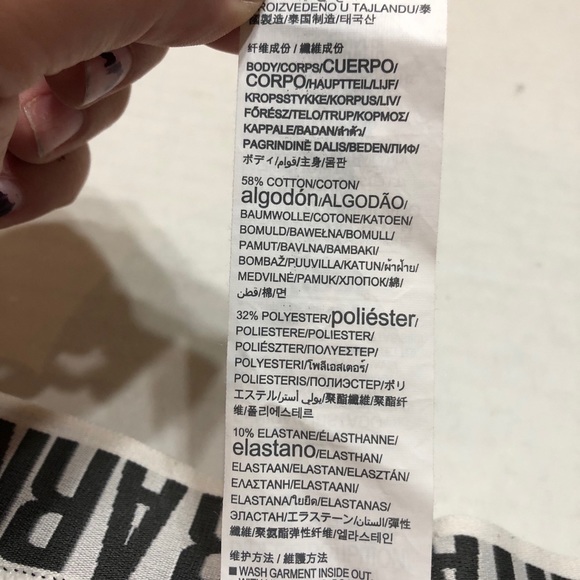 ROIZVEDENO U TAJLANDU/泰
國製造/泰国制造/태국산
纤维成份 / 纖維成份
BODY/CORPS/CUERPO/
CORPO/HAUPTTEIL/LIJF/
KROPSSTYKKE/KORPUS/LIV/
FŐRÉSZ/TELO/TRUP/ΚΟΡΜΟΣ/
KAPPALE/BADAN/ลำตัว/
PAGRINDINĖ DALIS/BEDEN/ЛИФ/
ボディ/قوام/主身/몸판
58% COTTON/COTON/
algodón/ALGODÃO/
BAUMWOLLE/COTONE/KATOEN/
BOMULD/BAWEŁNA/BOMULL/
PAMUT/BAVLNA/BAMBAKI/
BOMBAŽ/PUUVILLA/KATUN/ผ้าฝ้าย/
MEDVILNĖ/PAMUK/ХЛОПОК/綿/
قطن/棉/면
32% POLYESTER/poliéster/
POLIESTERE/POLIESTER/
POLIÉSZTER/ΠΟΛΥΕΣΤΕΡ/
POLYESTERI/โพลีเอสเตอร์/
POLIESTERIS/ПОЛИЭСТЕР/ポリ
エステル/بولي أستر/聚酯纖維/聚酯纤
维/폴리에스테르
10% ELASTANE/ÉLASTHANNE/
elastano/ELASTHAN/
ELASTAAN/ELASTAN/ELASZTÁN/
ΕΛΑΣΤΑΝΗ/ELASTAANI/
ELASTANA/ใยยืด/ELASTANAS/
ЭЛАСТАН/エラステーン/الستان/彈性
纖維/聚氨酯弹性纤维/엘라스테인
维护方法 / 維護方法
■ WASH GARMENT INSIDE OUT